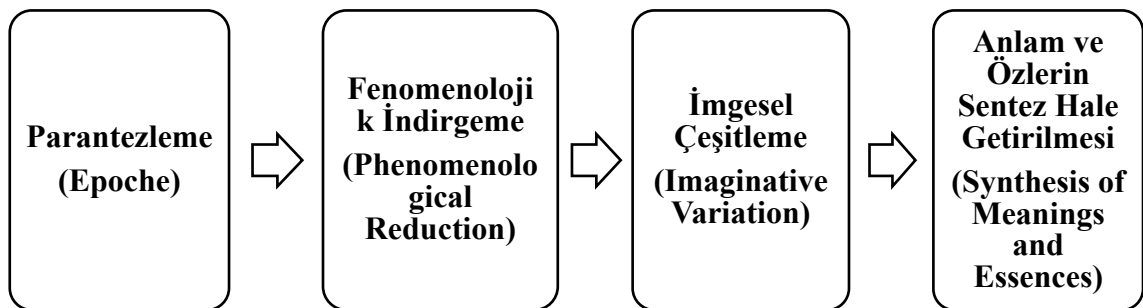 Parantezleme
(Epoche)
Fenomenoloji
k İndirgeme
(Phenomenolo
gical
Reduction)
İmgesel
Çeşitleme
(Imaginative
Variation)
Anlam ve
Özlerin
Sentez Hale
Getirilmesi
(Synthesis of
Meanings
and
Essences)